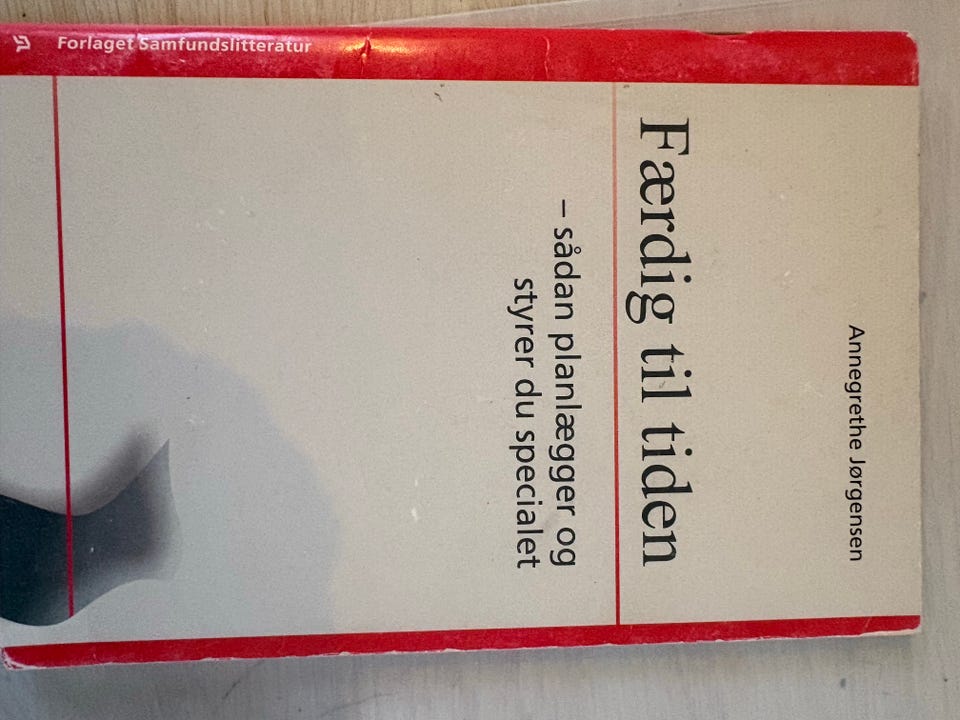 Annegrethe Jørgensen
Færdig til tiden
– sådan planlægger og
styrer du specialet
Forlaget Samfundslitteratur